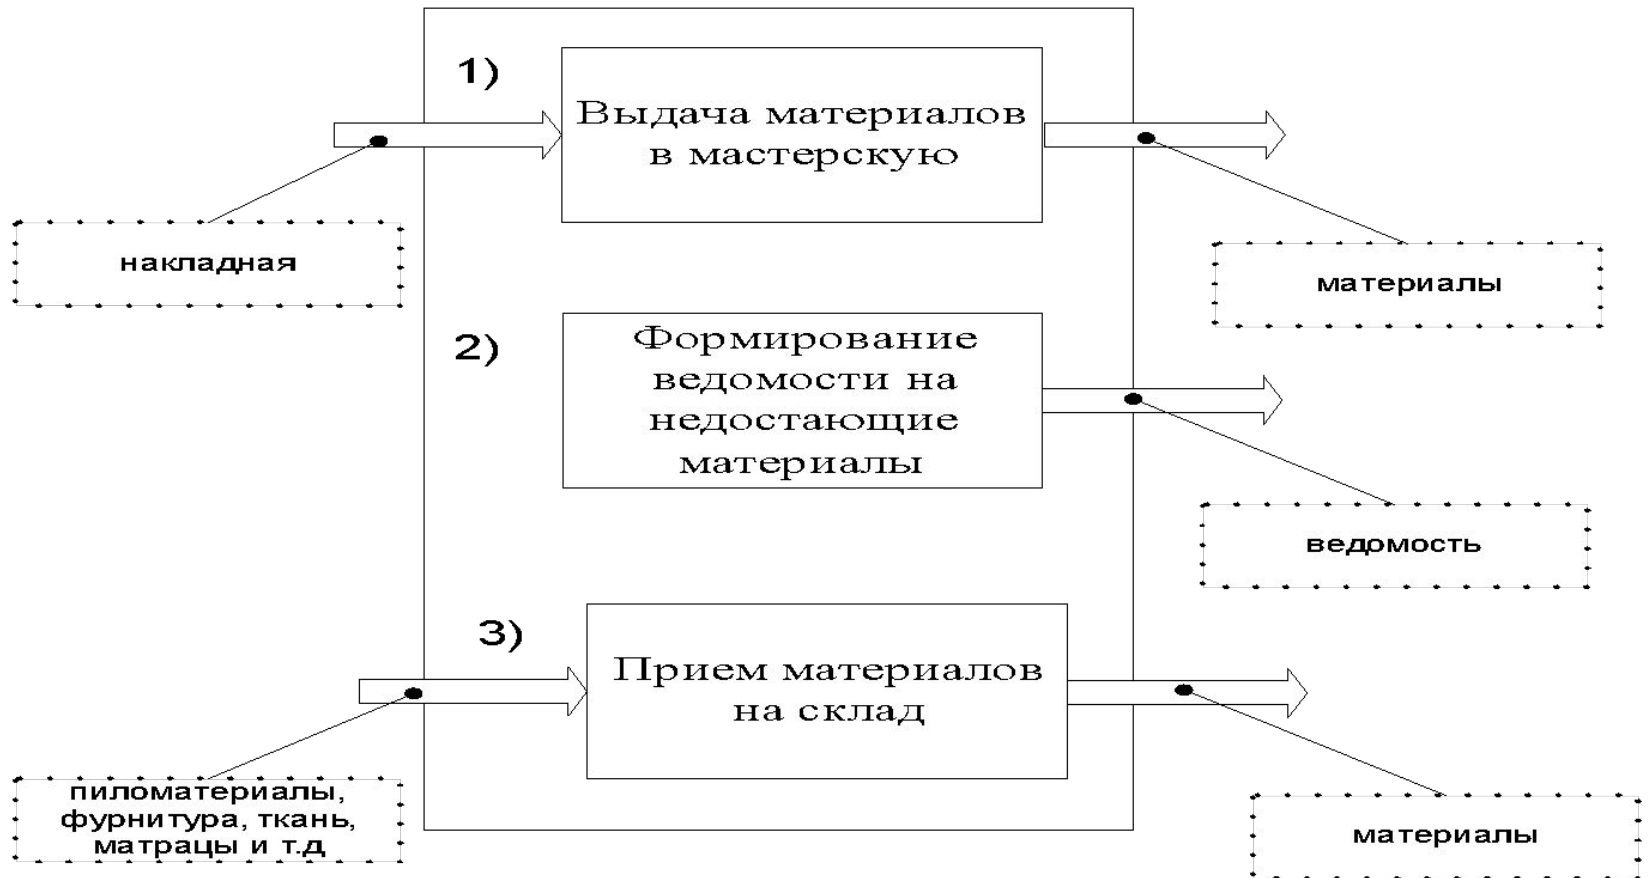 1)
Выдача материалов
в мастерскую
накладная
материалы
2)
Формирование
ведомости на
недостающие
материалы
ведомость
3)
Прием материалов
на склад
пиломатериалы,
фурнитура, ткань,
матрацы и т.д
материалы